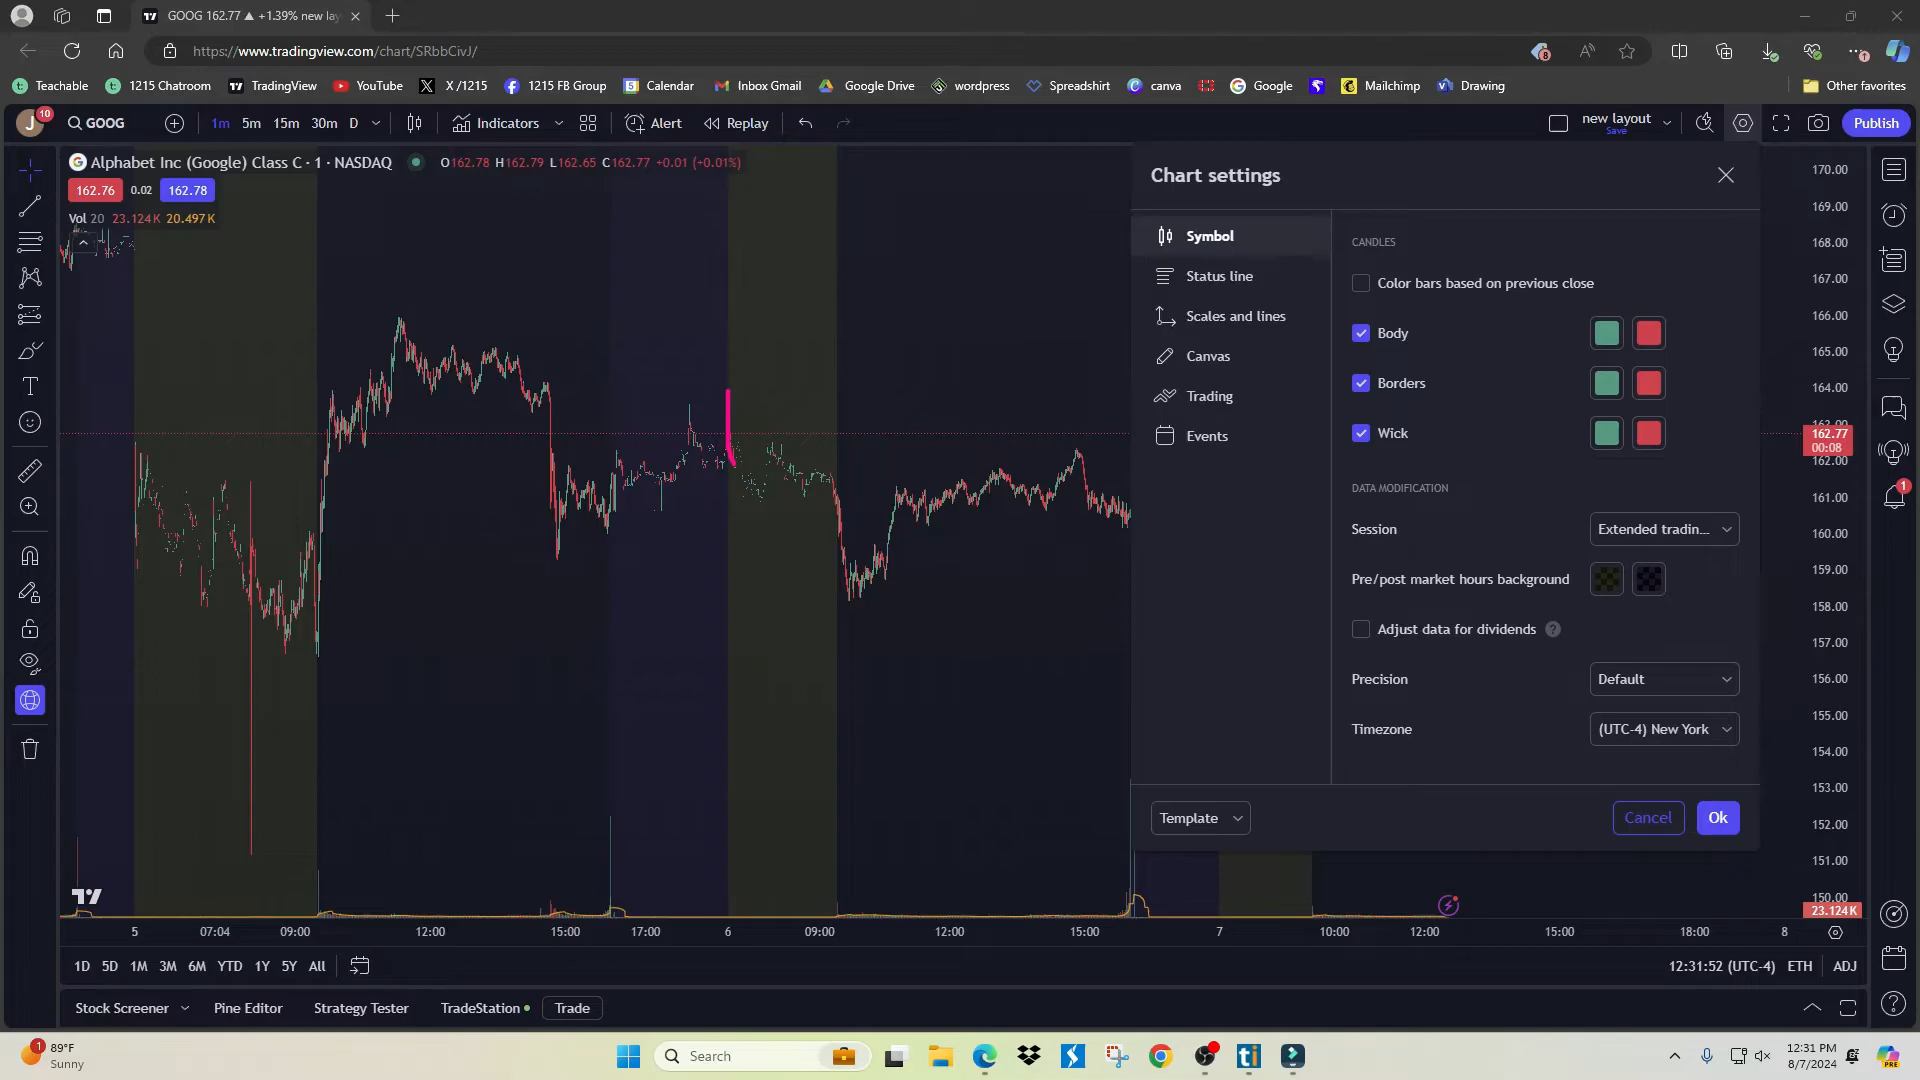 GOOG 162.77 ▲ +1.39% new la
https://www.tradingview.com/chart/SRbbCivJ/
8
1
Teachable
1215 Chatroom
TradingView
YouTube
X /1215
1215 FB Group
Calendar
Inbox Gmail
Google Drive
wordpress
Spreadshirt
canva
Google
Mailchimp
Drawing
Other favorites
J
10
GOOG
1m
5m
15m
30m
D
Indicators
Alert
Replay
new layout
Save
Publish
Alphabet Inc (Google) Class C · 1 · NASDAQ
O162.78 H162.79 L162.65 C162.77 +0.01 (+0.01%)
162.76
0.02
162.78
Vol 20 23.124 K 20.497 K
Chart settings
Symbol
Status line
Scales and lines
Canvas
Trading
Events
CANDLES
Color bars based on previous close
Body
Borders
Wick
DATA MODIFICATION
Session
Extended tradin...
Pre/post market hours background
Adjust data for dividends ?
Precision
Default
Timezone
(UTC-4) New York
Template
Cancel
Ok
170.00
169.00
168.00
167.00
166.00
165.00
164.00
162.77
00:08
162.00
161.00
160.00
159.00
158.00
157.00
156.00
155.00
154.00
153.00
152.00
151.00
150.00
23.124 K
1
5
07:04
09:00
12:00
15:00
17:00
6
09:00
12:00
15:00
7
10:00
12:00
15:00
18:00
8
1D
5D
1M
3M
6M
YTD
1Y
5Y
All
12:31:52 (UTC-4)
ETH
ADJ
Stock Screener
Pine Editor
Strategy Tester
TradeStation
Trade
1
89°F
Sunny
Search
12:31 PM
8/7/2024
PRE